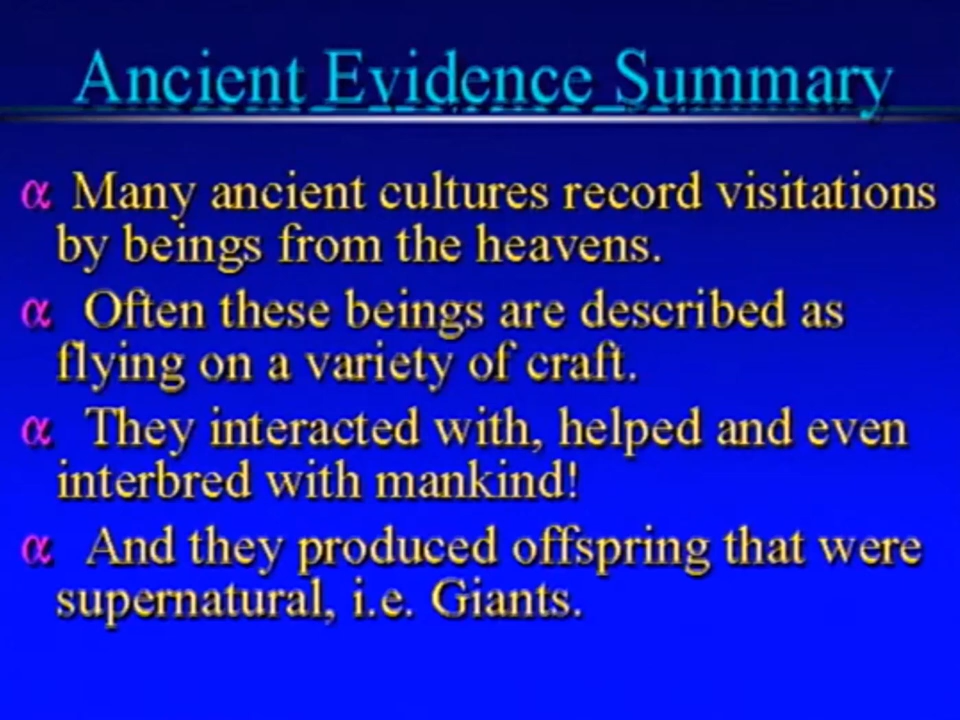 Ancient Evidence Summary
α Many ancient cultures record visitations
by beings from the heavens.
α Often these beings are described as
flying on a variety of craft.
α They interacted with, helped and even
interbred with mankind!
α And they produced offspring that were
supernatural, i.e. Giants.